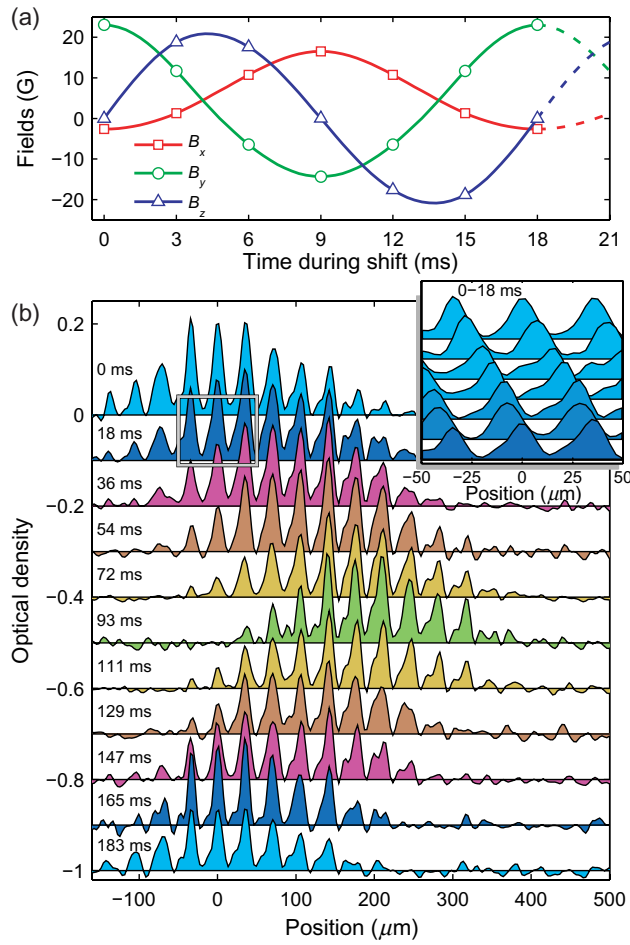 (a)
20
10
0
−10
−20
Fields (G)
Bx
By
Bz
0 3 6 9 12 15 18 21
Time during shift (ms)
(b)
0−18 ms
−50 −25 0 25 50
Position (μm)
0.2
0
−0.2
−0.4
−0.6
−0.8
−1
Optical density
0 ms
18 ms
36 ms
54 ms
72 ms
93 ms
111 ms
129 ms
147 ms
165 ms
183 ms
−100 0 100 200 300 400 500
Position (μm)